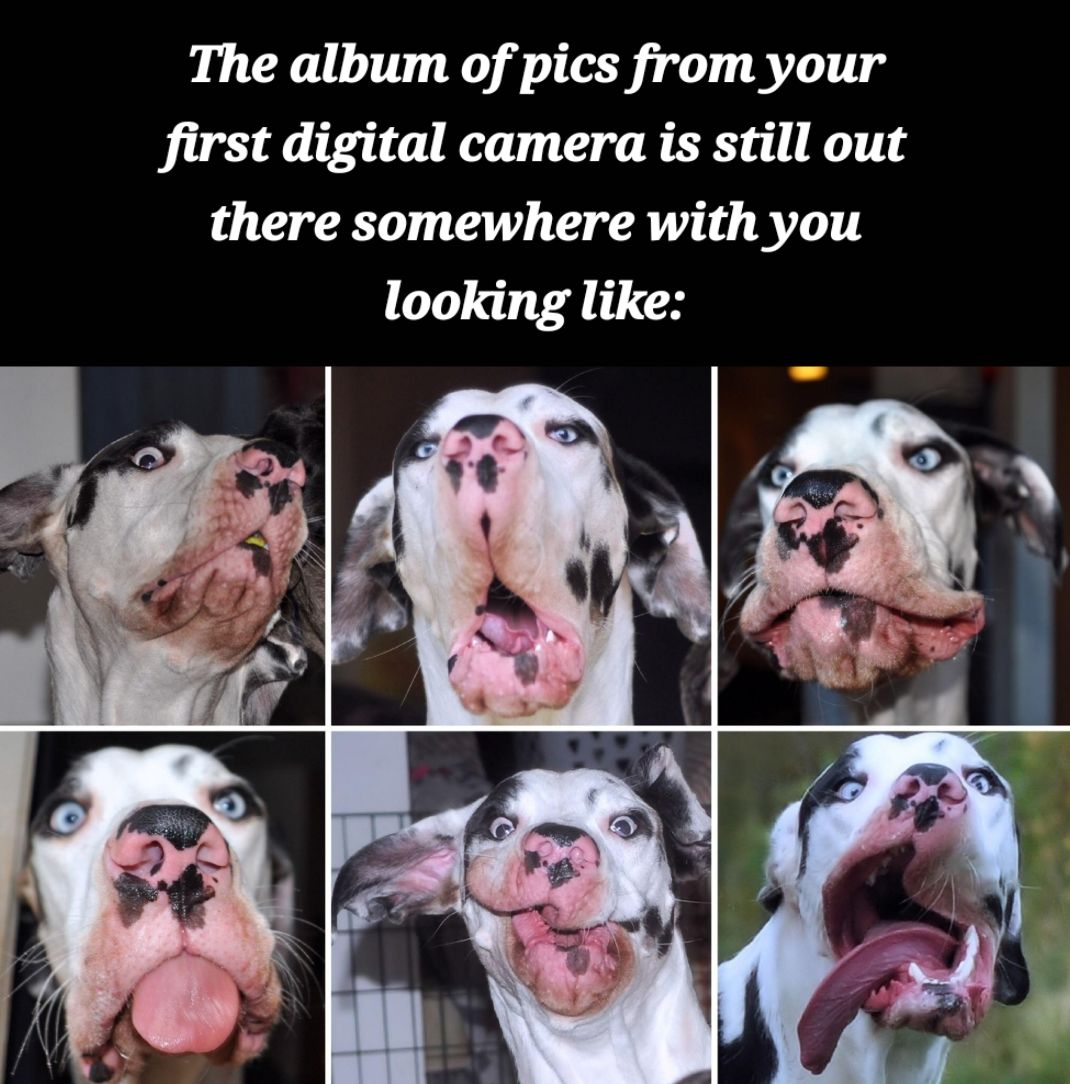 The album of pics from your
first digital camera is still out
there somewhere with you
looking like: